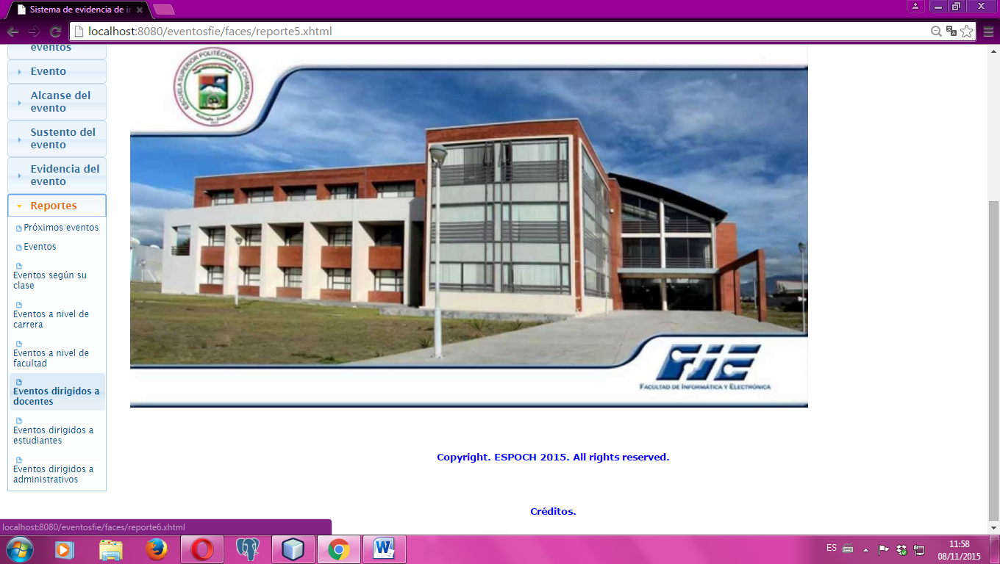 Sistema de evidencia de i
localhost:8080/eventosfie/faces/reporte5.xhtml
eventos
Evento
Alcanse del
evento
Sustento del
evento
Evidencia del
evento
Reportes
Próximos eventos
Eventos
Eventos según su
clase
Eventos a nivel de
carrera
Eventos a nivel de
facultad
Eventos dirigidos a
docentes
Eventos dirigidos a
estudiantes
Eventos dirigidos a
administrativos
ESCUELA SUPERIOR POLITÉCNICA DE CHIMBORAZO
FIE
FACULTAD DE INFORMÁTICA Y ELECTRÓNICA
Copyright. ESPOCH 2015. All rights reserved.
Créditos.
localhost:8080/eventosfie/faces/reporte6.xhtml
ES
11:58
08/11/2015